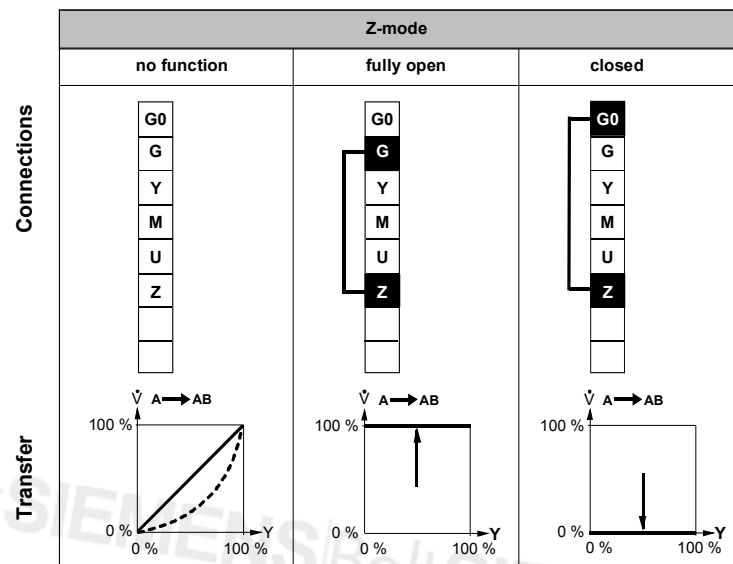 Z-mode
no function fully open closed
Connections
G0 G0 G0
G G G
Y Y Y
M M M
U U U
Z Z Z
V̇ A AB V̇ A AB V̇ A AB
Transfer
100 % 100 % 100 %
0 % Y 0 % Y 0 % Y
0 % 100 % 0 % 100 % 0 % 100 %
SIEMENS